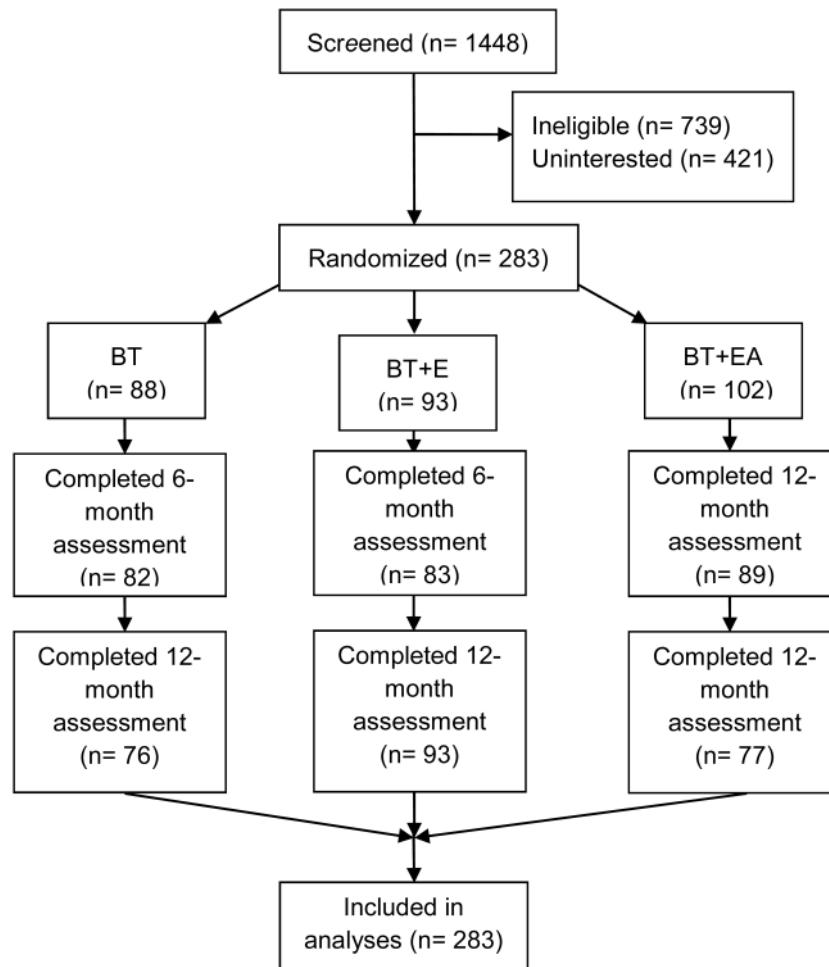 Screened (n= 1448)
Ineligible (n= 739)
Uninterested (n= 421)
Randomized (n= 283)
BT
(n= 88)
BT+E
(n= 93)
BT+EA
(n= 102)
Completed 6-
month
assessment
(n= 82)
Completed 6-
month
assessment
(n= 83)
Completed 12-
month
assessment
(n= 89)
Completed 12-
month
assessment
(n= 76)
Completed 12-
month
assessment
(n= 93)
Completed 12-
month
assessment
(n= 77)
Included in
analyses (n= 283)